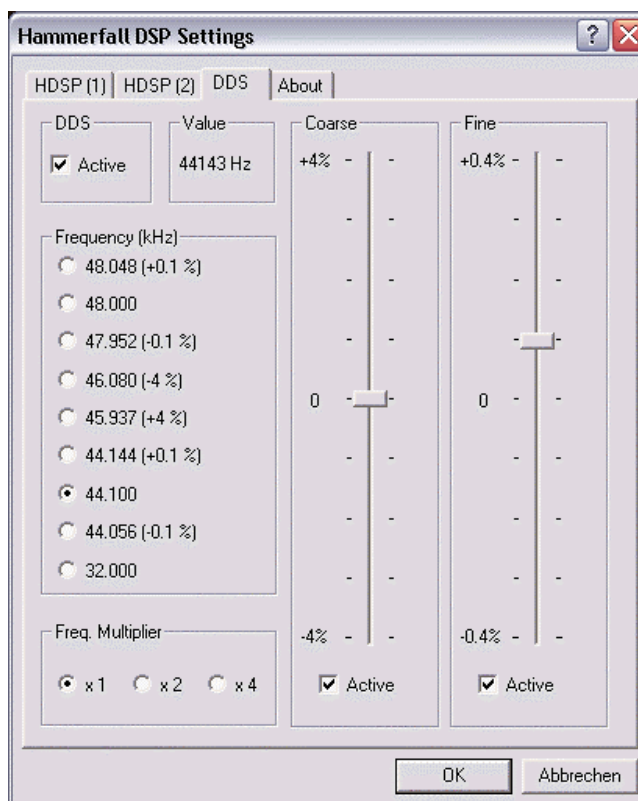 Hammerfall DSP Settings
HDSP (1) HDSP (2) DDS About
DDS
Active
Value
44143 Hz
Frequency (kHz)
48.048 (+0.1 %)
48.000
47.952 (-0.1 %)
46.080 (-4 %)
45.937 (+4 %)
44.144 (+0.1 %)
44.100
44.056 (-0.1 %)
32.000
Freq. Multiplier
x 1 x 2 x 4
Coarse
+4%
0
-4%
Active
Fine
+0.4%
0
-0.4%
Active
OK Abbrechen